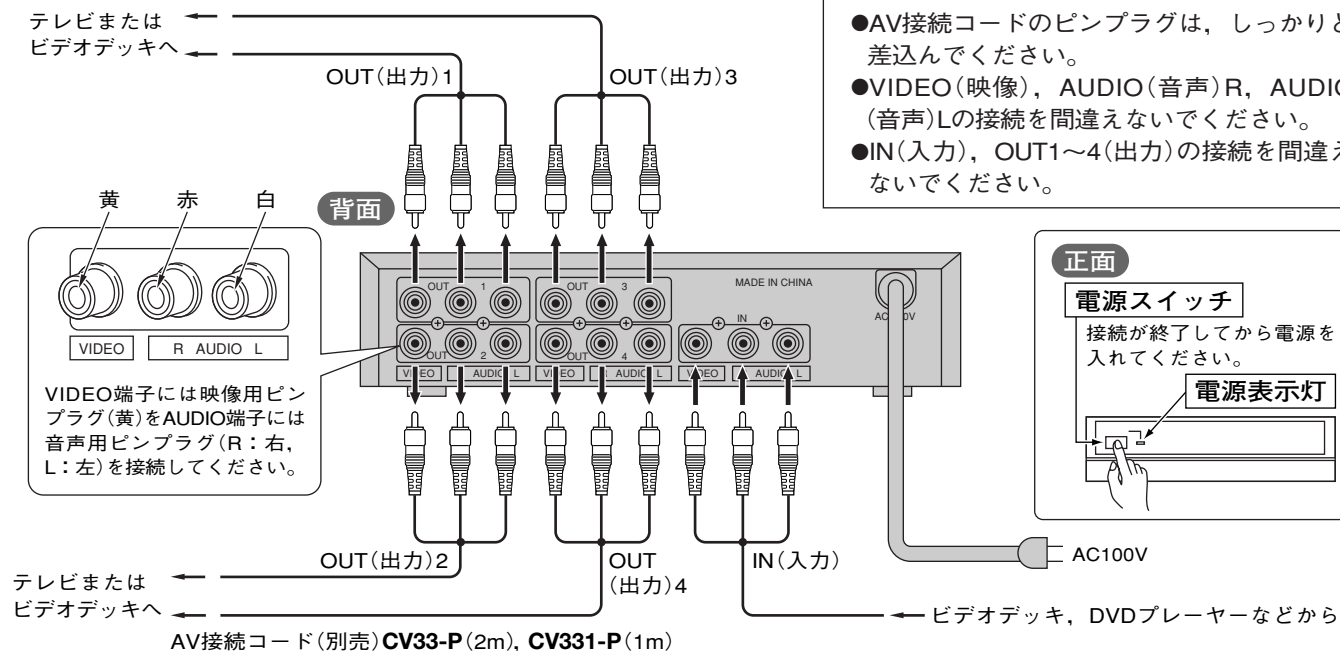 テレビまたは
ビデオデッキへ
OUT(出力)1
OUT(出力)3
●AV接続コードのピンプラグは，しっかりと
差込んでください。
●VIDEO(映像)，AUDIO(音声)R，AUDIO
(音声)Lの接続を間違えないでください。
●IN(入力)，OUT1～4(出力)の接続を間違え
ないでください。
黄 赤 白
背面
VIDEO R AUDIO L
VIDEO端子には映像用ピン
プラグ(黄)をAUDIO端子には
音声用ピンプラグ(R：右，
L：左)を接続してください。
OUT 1
OUT 3
MADE IN CHINA
IN
OUT 2
OUT 4
VIDEO AUDIO L VIDEO R AUDIO L VIDEO AUDIO L
正面
電源スイッチ
接続が終了してから電源を
入れてください。
電源表示灯
OUT(出力)2
OUT
(出力)4
IN(入力)
AC100V
テレビまたは
ビデオデッキへ
ビデオデッキ，DVDプレーヤーなどから
AV接続コード(別売)CV33-P(2m), CV331-P(1m)